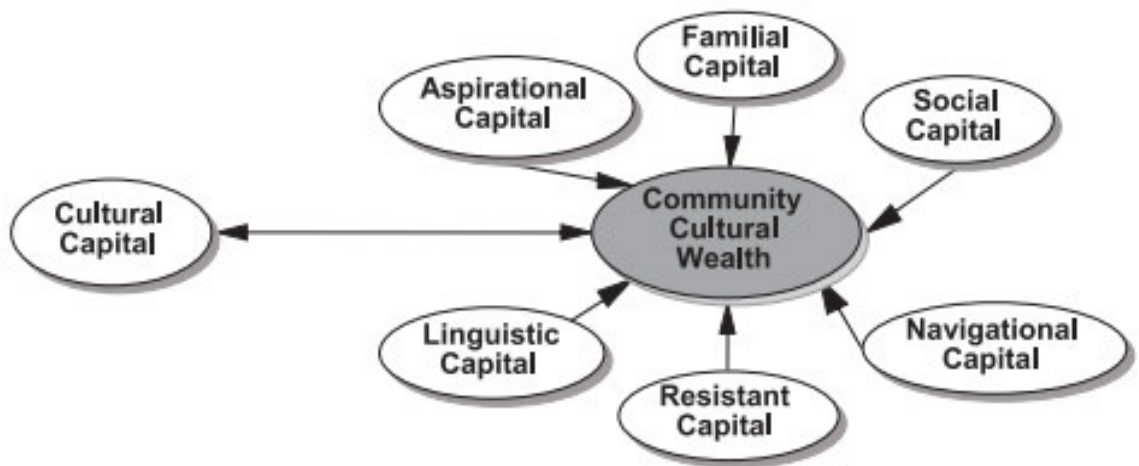 Familial
Capital
Aspirational
Capital
Social
Capital
Community
Cultural
Wealth
Cultural
Capital
Linguistic
Capital
Resistant
Capital
Navigational
Capital